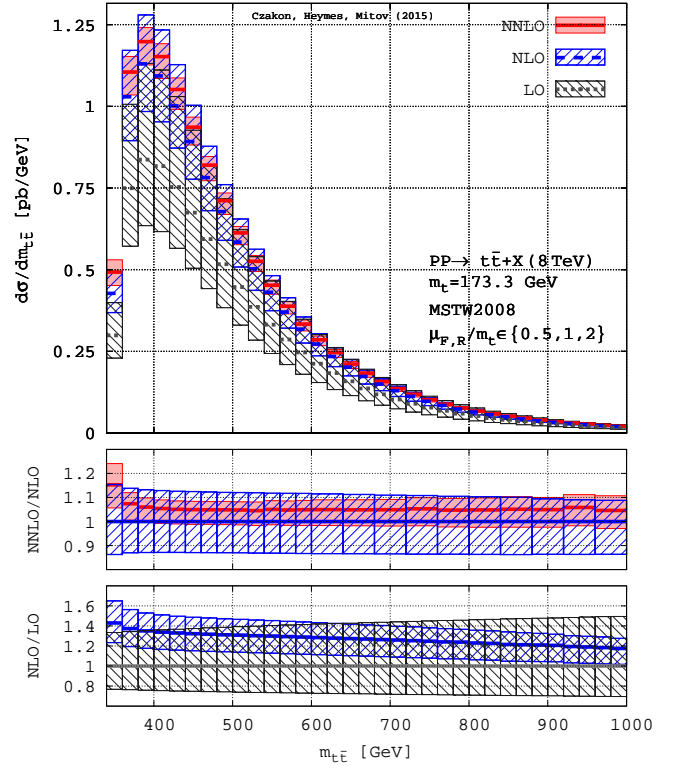 Czakon, Heymes, Mitov (2015)
NNLO
NLO
LO
dσ/dm_tt̅ [pb/GeV]
1.25
1
0.75
0.5
0.25
0
PP→ tt̅+X (8 TeV)
m_t=173.3 GeV
MSTW2008
μ_F,R/m_t∈{0.5,1,2}
NNLO/NLO
1.2
1.1
1
0.9
NLO/LO
1.6
1.4
1.2
1
0.8
400 500 600 700 800 900 1000
m_tt̅ [GeV]